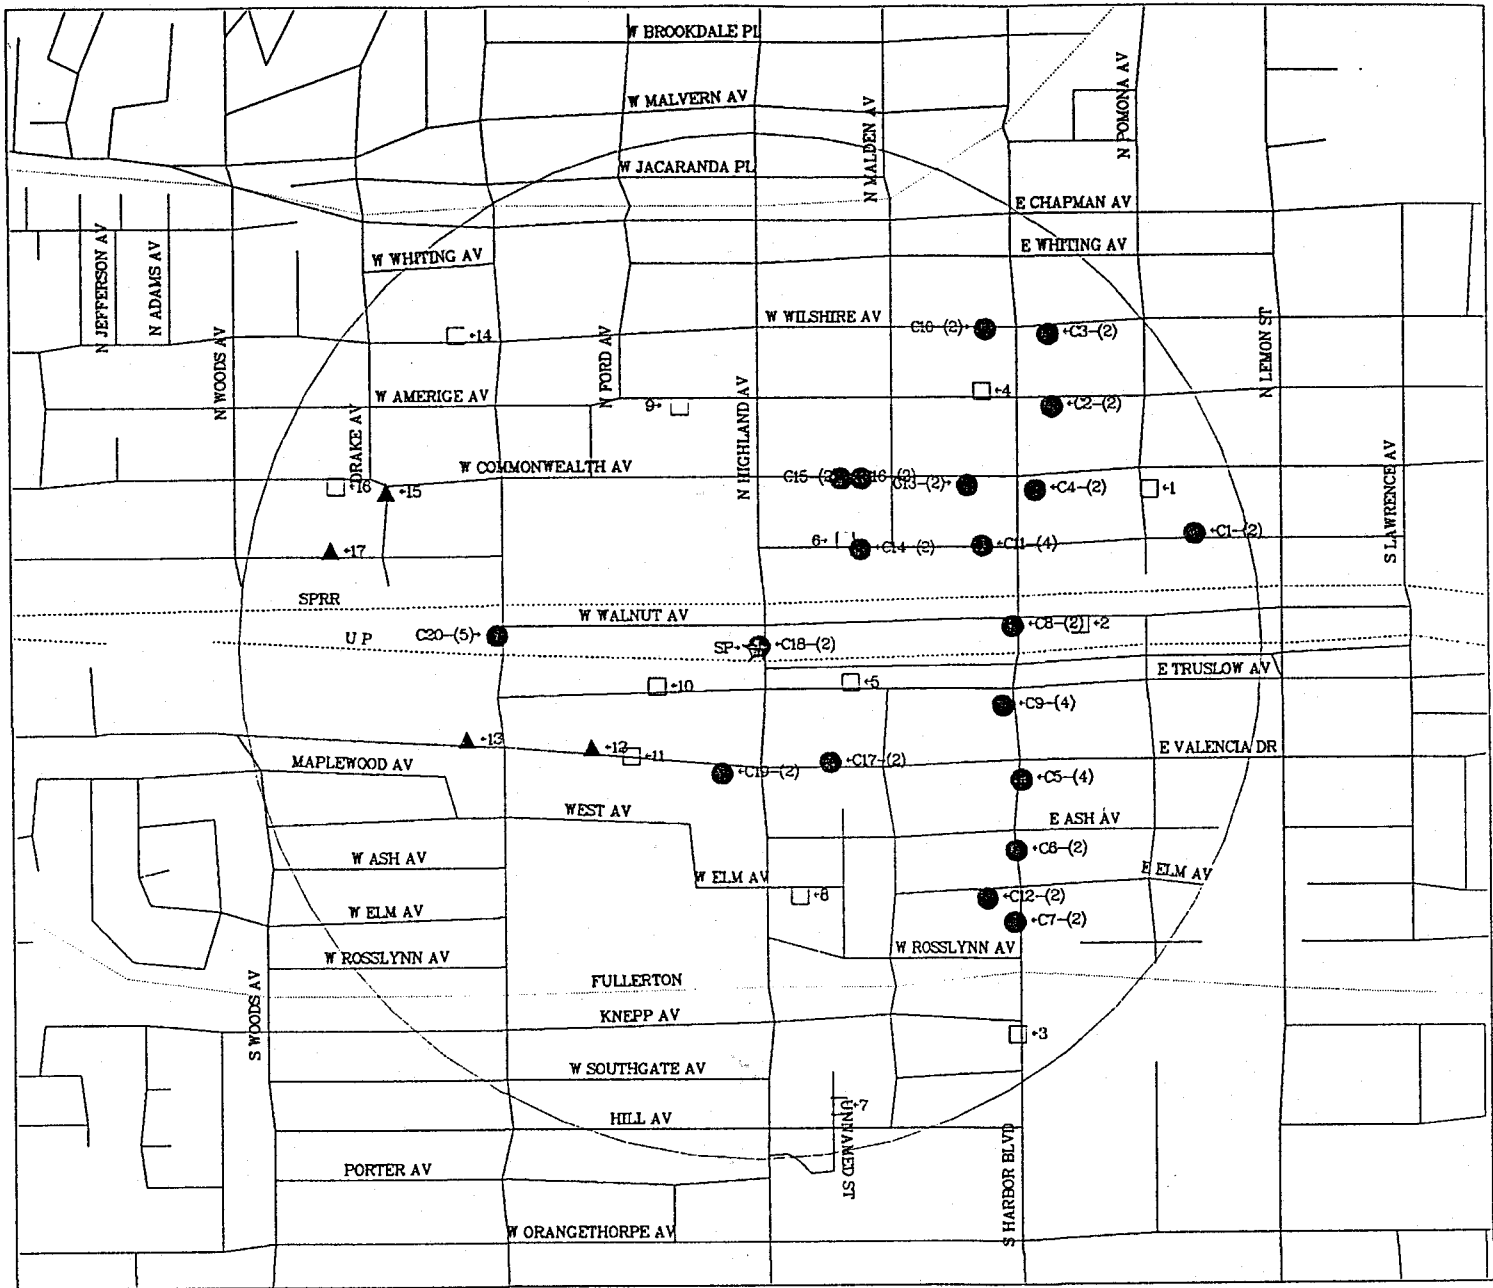 W BROOKDALE PL
N POMONA AV
W MALVERN AV
N MALDEN AV
W JACARANDA PL
E CHAPMAN AV
N JEFFERSON AV
N ADAMS AV
W WHITING AV
E WHITING AV
N WOODS AV
14
N FORD AV
W WILSHIRE AV
C10-(2)
C3-(2)
N LEMON ST
DRAKE AV
W AMERIGE AV
9
N HIGHLAND AV
4
C2-(2)
16
15
W COMMONWEALTH AV
C15-(2)
C16-(2)
C13-(2)
C4-(2)
1
S LAWRENCE AV
17
6
C14-(2)
C11-(4)
C1-(2)
SPRR
W WALNUT AV
U P
C20-(5)
SP
C18-(2)
C8-(2)
2
10
5
E TRUSLOW AV
C9-(4)
13
12
11
MAPLEWOOD AV
C19-(2)
C17-(2)
E VALENCIA DR
C5-(4)
WEST AV
E ASH AV
W ASH AV
C6-(2)
W ELM AV
E ELM AV
8
C12-(2)
W ELM AV
C7-(2)
W ROSSLYNN AV
W ROSSLYNN AV
S WOODS AV
FULLERTON
KNEPP AV
3
W SOUTHGATE AV
7
HILL AV
UNNAMED ST
S HARBOR BLVD
PORTER AV
W ORANGETHORPE AV